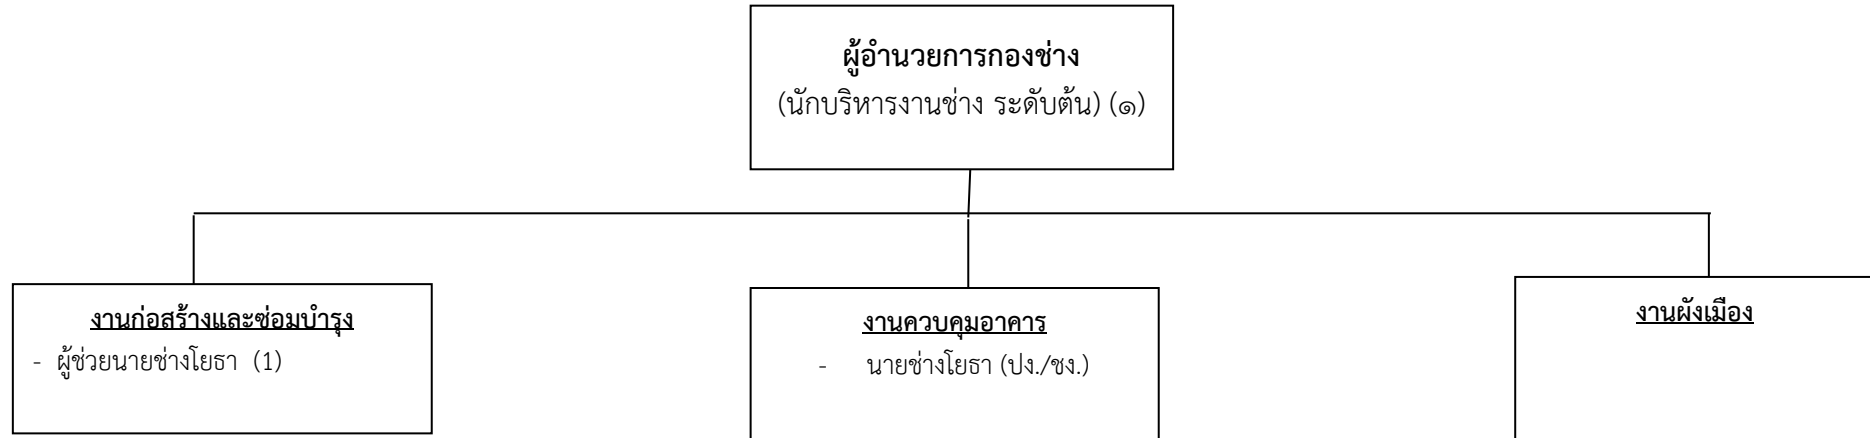 ผู้อำนวยการกองช่าง
(นักบริหารงานช่าง ระดับต้น) (๑)
งานก่อสร้างและซ่อมบำรุง
- ผู้ช่วยนายช่างโยธา (1)
งานควบคุมอาคาร
- นายช่างโยธา (ปง./ชง.)
งานผังเมือง